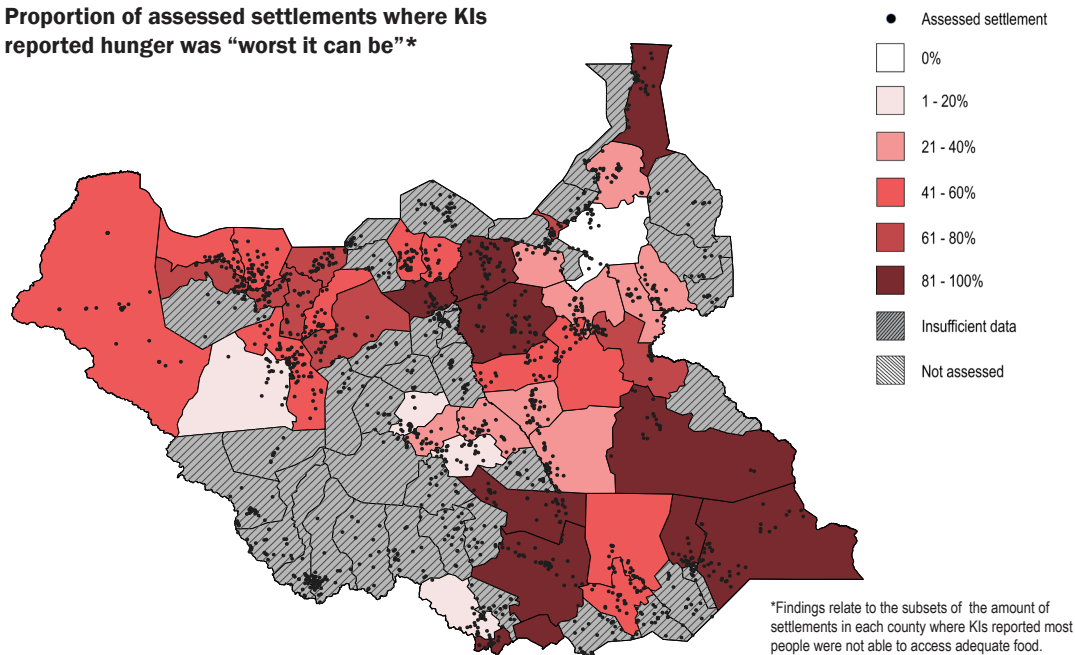 Proportion of assessed settlements where KIs
reported hunger was “worst it can be”*
Assessed settlement
0%
1 - 20%
21 - 40%
41 - 60%
61 - 80%
81 - 100%
Insufficient data
Not assessed
*Findings relate to the subsets of the amount of
settlements in each county where KIs reported most
people were not able to access adequate food.